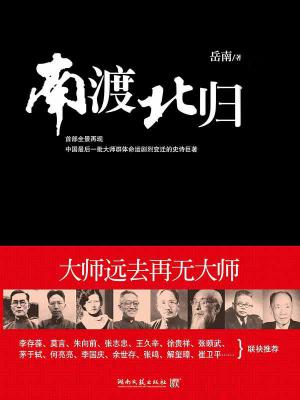 岳南/著
南渡北归
首部全景再现
中国最后一批大师群体命运剧烈变迁的史诗巨著
大师远去再无大师
李存葆、莫言、朱向前、张志忠、王久辛、徐贵祥、张颐武、
茅于轼、何亮亮、李国庆、余世存、张鸣、解玺璋、崔卫平……
联袂推荐
湖南文艺出版社